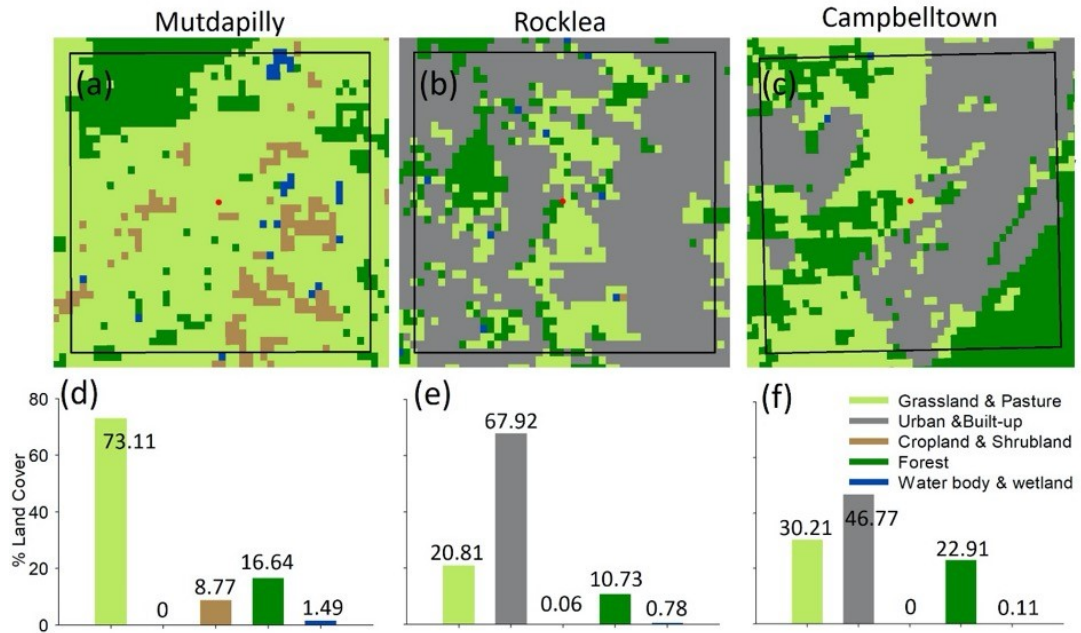 Mutdapilly
Rocklea
Campbelltown
(a)
(b)
(c)
(d)
(e)
(f)
% Land Cover
80
60
40
20
0
73.11
0
8.77
16.64
1.49
20.81
67.92
0.06
10.73
0.78
30.21
46.77
0
22.91
0.11
Grassland & Pasture
Urban &Built-up
Cropland & Shrubland
Forest
Water body & wetland